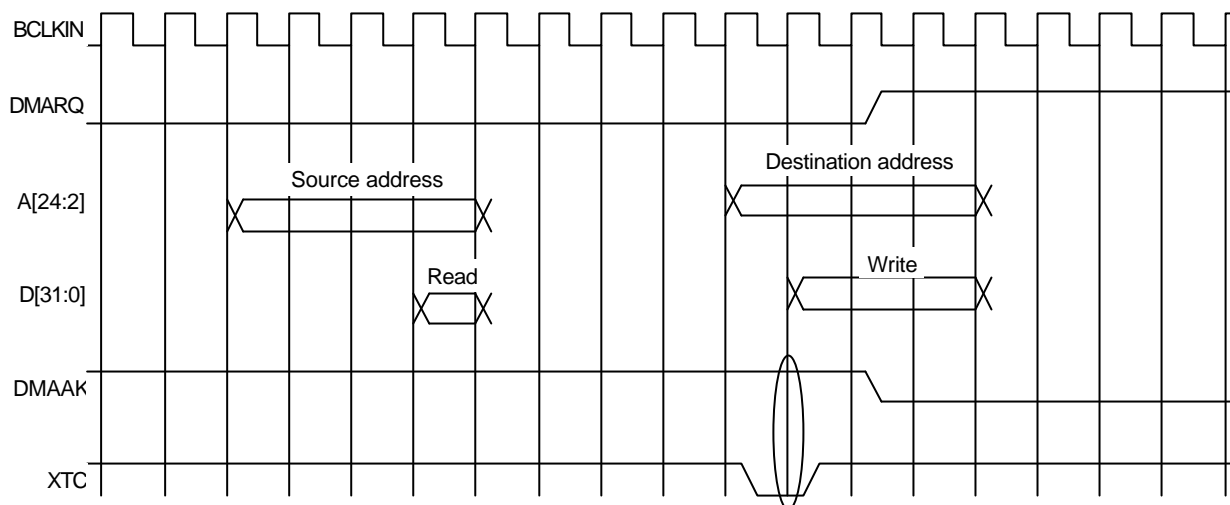 BCLKIN
DMARQ
Destination address
Source address
A[24:2]
Write
Read
D[31:0]
DMAAK
XTC